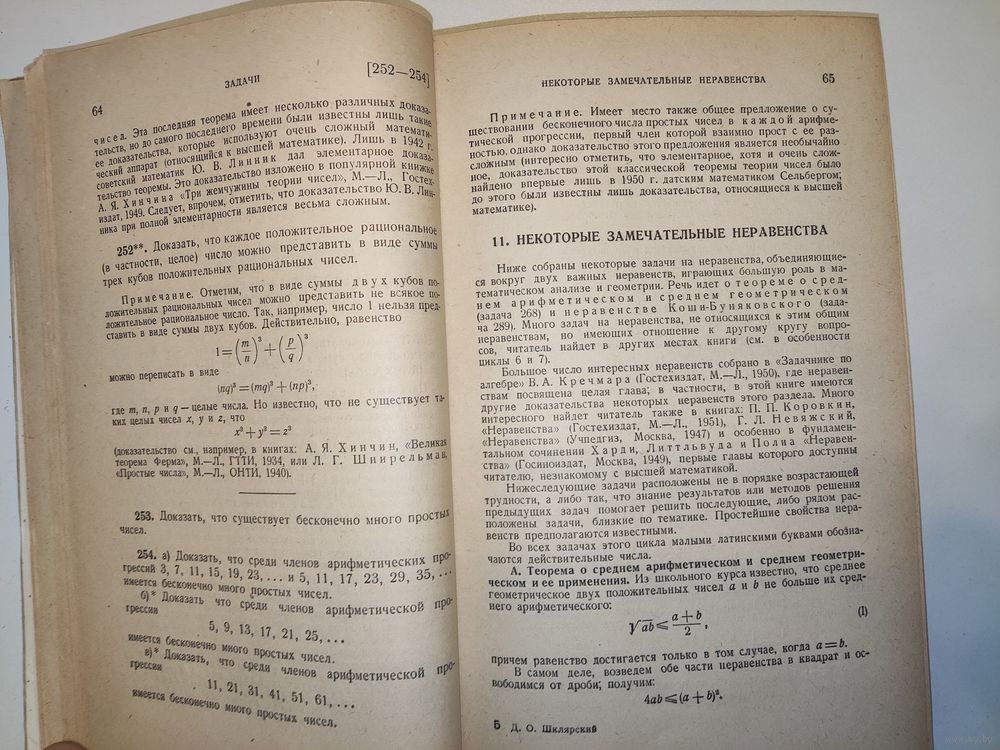 64
ЗАДАЧИ
[252—254]
чисел. Эта последняя теорема имеет несколько различных доказа-
тельств, но до самого последнего времени были известны лишь такие
ее доказательства, которые используют очень сложный математи-
ческий аппарат (относящийся к высшей математике). Лишь в 1942 г.
советский математик Ю. В. Линник дал элементарное доказа-
тельство теоремы. Это доказательство изложено в популярной книжке
А. Я. Хинчина «Три жемчужины теории чисел», М.—Л., Гостех-
издат, 1949. Следует, впрочем, отметить, что доказательство Ю. В. Лин-
ника при полной элементарности является весьма сложным.
252**. Доказать, что каждое положительное рациональное
(в частности, целое) число можно представить в виде суммы
трех кубов положительных рациональных чисел.
Примечание. Отметим, что в виде суммы двух кубов по-
ложительных рациональных чисел можно представить не всякое по-
ложительное рациональное число. Так, например, число 1 нельзя пред-
ставить в виде суммы двух кубов. Действительно, равенство
1 = (m/n)³ + (p/q)³
можно переписать в виде
(nq)³ = (mq)³ + (np)³,
где m, n, p и q — целые числа. Но известно, что не существует та-
ких целых чисел x, y и z, что
x³ + y³ = z³
(доказательство см., например, в книгах: А. Я. Хинчин, «Великая
теорема Ферма», М.—Л., ГТТИ, 1934, или Л. Г. Шнирельман,
«Простые числа», М.—Л., ОНТИ, 1940).
253. Доказать, что существует бесконечно много простых
чисел.
254. а) Доказать, что среди членов арифметических про-
грессий 3, 7, 11, 15, 19, 23, ... и 5, 11, 17, 23, 29, 35, ...
имеется бесконечно много простых чисел.
б)* Доказать что среди членов арифметической про-
грессии
5, 9, 13, 17, 21, 25, ...
имеется бесконечно много простых чисел.
в)* Доказать, что среди членов арифметической про-
грессии
11, 21, 31, 41, 51, 61, ...
имеется бесконечно много простых чисел.
НЕКОТОРЫЕ ЗАМЕЧАТЕЛЬНЫЕ НЕРАВЕНСТВА
65
Примечание. Имеет место также общее предложение о су-
ществовании бесконечного числа простых чисел в каждой арифме-
тической прогрессии, первый член которой взаимно прост с ее раз-
ностью, однако доказательство этого предложения является необычайно
сложным (интересно отметить, что элементарное, хотя и очень слож-
ное, доказательство этой классической теоремы теории чисел было
найдено впервые лишь в 1950 г. датским математиком Сельбергом;
до этого были известны лишь доказательства, относящиеся к высшей
математике).
11. НЕКОТОРЫЕ ЗАМЕЧАТЕЛЬНЫЕ НЕРАВЕНСТВА
Ниже собраны некоторые задачи на неравенства, объединяющие-
ся вокруг двух важных неравенств, играющих большую роль в ма-
тематическом анализе и геометрии. Речь идет о теореме о сред-
нем арифметическом и среднем геометрическом
(задача 268) и неравенстве Коши-Буняковского (зада-
ча 289). Много задач на неравенства, не относящихся к этим общим
неравенствам, но имеющих отношение к другому кругу вопро-
сов, читатель найдет в других местах книги (см. в особенности
циклы 6 и 7).
Большое число интересных неравенств собрано в «Задачнике по
алгебре» В. А. Кречмара (Гостехиздат, М.—Л., 1950), где неравен-
ствам посвящена целая глава; в частности, в этой книге имеются
другие доказательства некоторых неравенств этого раздела. Много
интересного найдет читатель также в книгах: П. П. Коровкин,
«Неравенства» (Гостехиздат, М.—Л., 1951), Г. Л. Невяжский,
«Неравенства» (Учпедгиз, Москва, 1947) и особенно в фундамен-
тальном сочинении Харди, Литтльвуда и Полиа «Неравен-
ства» (Госиноиздат, Москва, 1949), первые главы которого доступны
читателю, незнакомому с высшей математикой.
Нижеследующие задачи расположены не в порядке возрастающей
трудности, а либо так, что знание результатов или методов решения
предыдущих задач помогает решить последующие, либо рядом рас-
положены задачи, близкие по тематике. Простейшие свойства нера-
венств предполагаются известными.
Во всех задачах этого цикла малыми латинскими буквами обозна-
чаются действительные числа.
А. Теорема о среднем арифметическом и среднем геометри-
ческом и ее применения. Из школьного курса известно, что среднее
геометрическое двух положительных чисел a и b не больше их сред-
него арифметического:
√ab ⩽ (a + b)/2, (1)
причем равенство достигается только в том случае, когда a = b.
В самом деле, возведем обе части неравенства в квадрат и ос-
вободимся от дроби; получим:
4ab ⩽ (a + b)².
5 Д. О. Шклярский